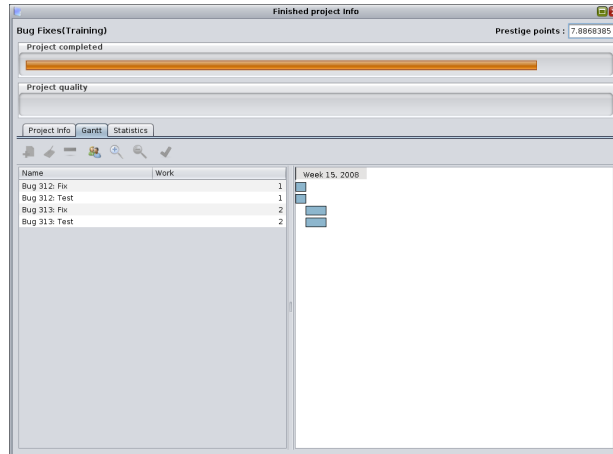 Finished project Info
Bug Fixes(Training)
Prestige points : 7.8868385
Project completed
Project quality
Project Info Gantt Statistics
Name Work
Week 15, 2008
Bug 312: Fix 1
Bug 312: Test 1
Bug 313: Fix 2
Bug 313: Test 2